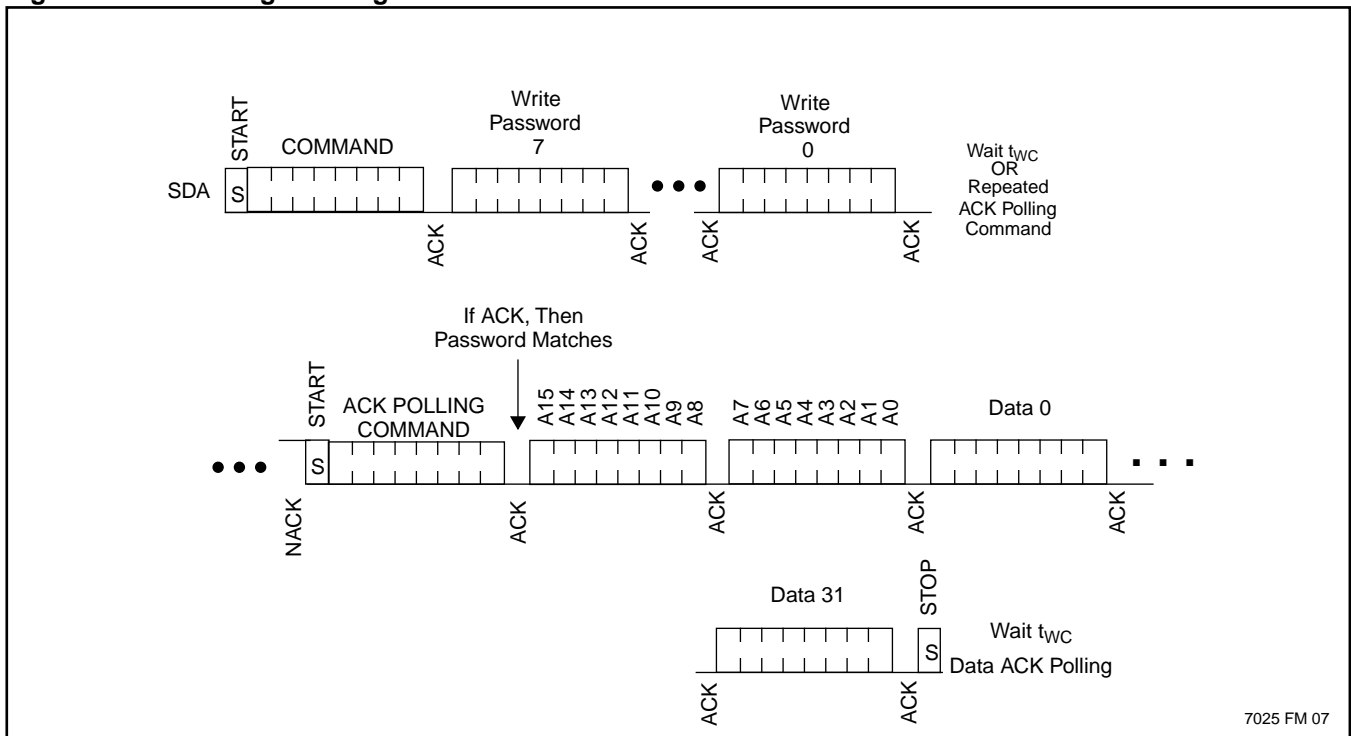 START
COMMAND
Write
Password
7
Write
Password
0
Wait tWC
OR
Repeated
ACK Polling
Command
SDA
S
ACK
ACK
ACK
ACK
If ACK, Then
Password Matches
START
ACK POLLING
COMMAND
A15
A14
A13
A12
A11
A10
A9
A8
A7
A6
A5
A4
A3
A2
A1
A0
Data 0
S
NACK
ACK
ACK
ACK
ACK
Data 31
STOP
S
Wait tWC
Data ACK Polling
ACK
ACK
7025 FM 07